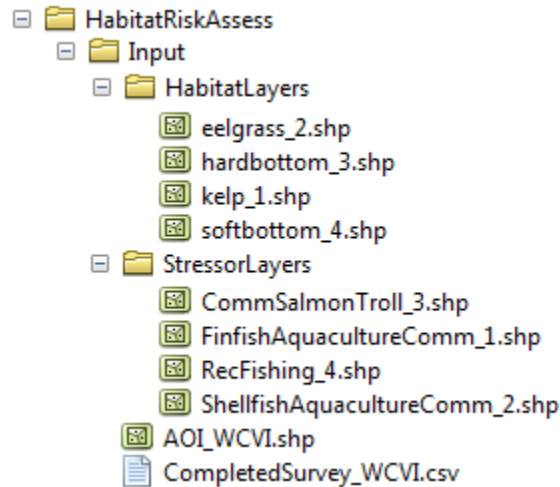 HabitatRiskAssess
Input
HabitatLayers
eelgrass_2.shp
hardbottom_3.shp
kelp_1.shp
softbottom_4.shp
StressorLayers
CommSalmonTroll_3.shp
FinfishAquacultureComm_1.shp
RecFishing_4.shp
ShellfishAquacultureComm_2.shp
AOI_WCVI.shp
CompletedSurvey_WCVI.csv